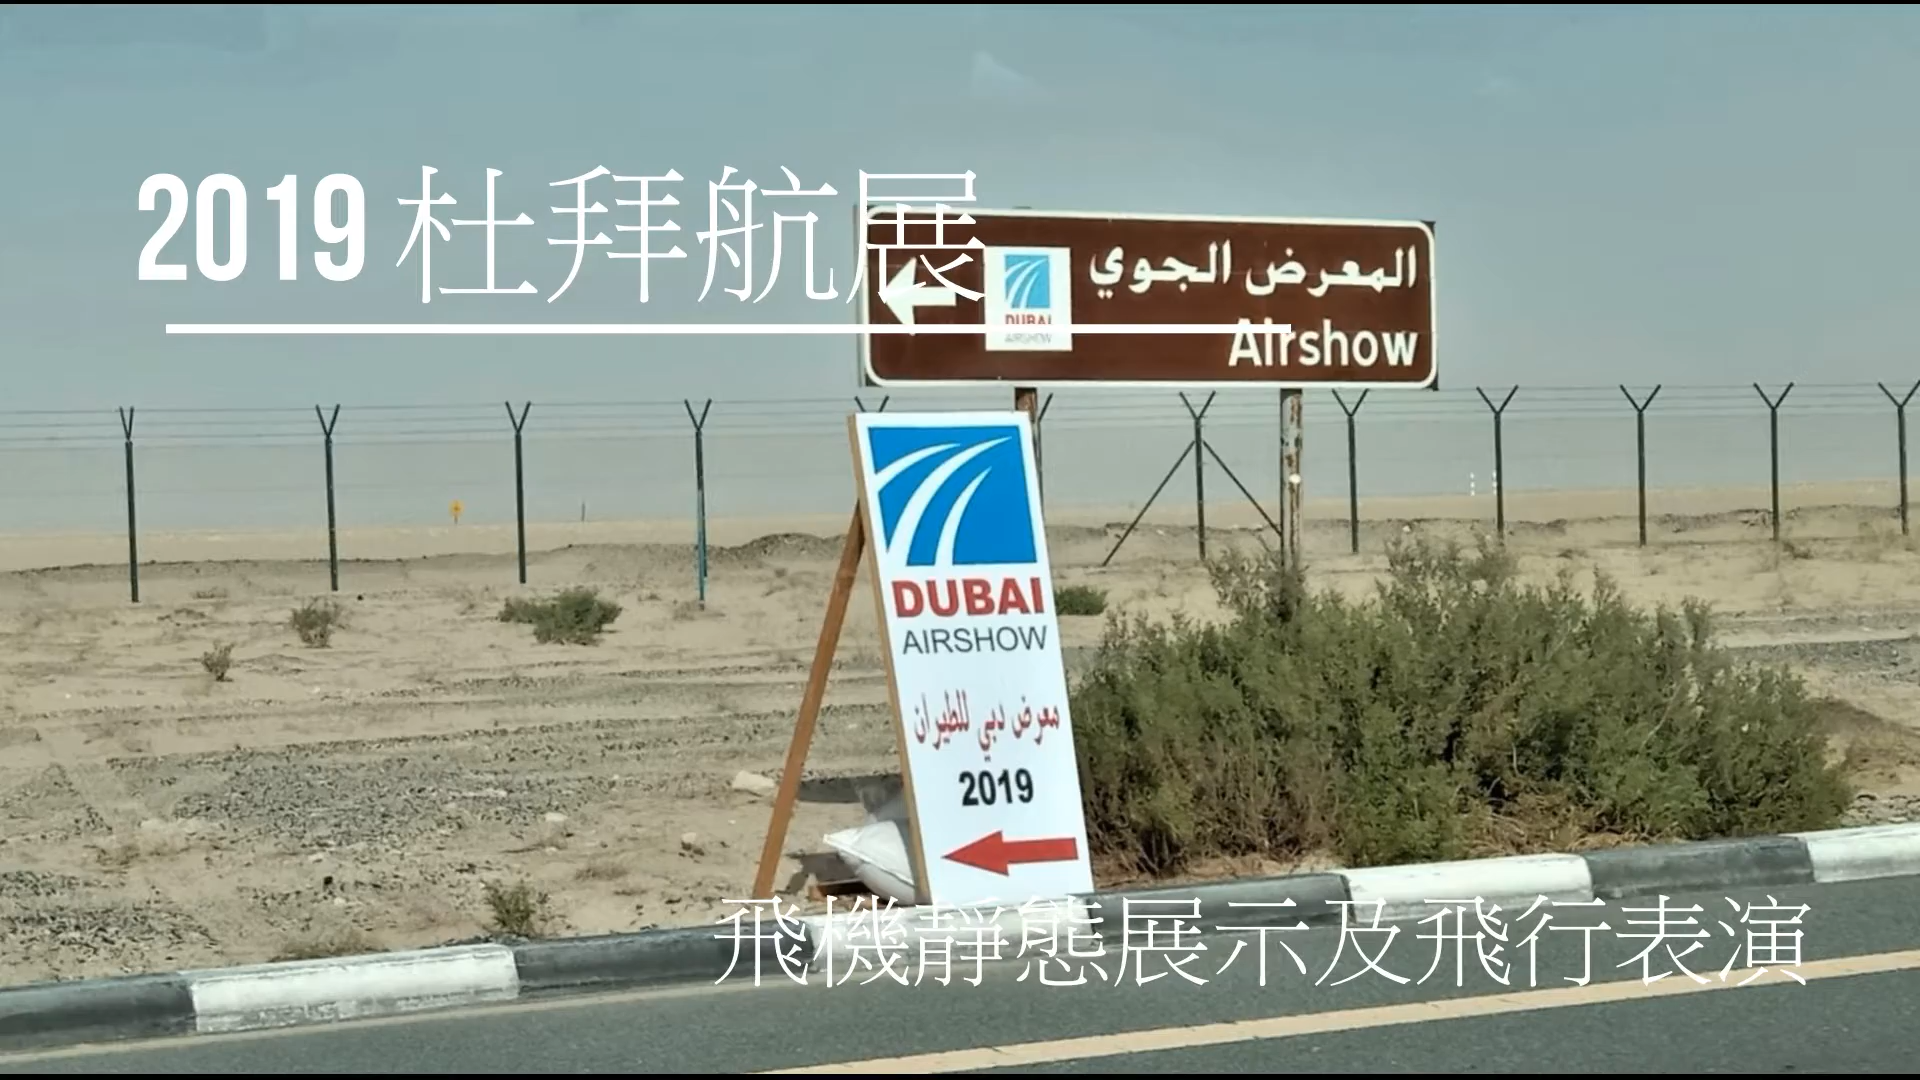 2019 杜拜航展
المعرض الجوي
DUBAI
AIRSHOW
Airshow
DUBAI
AIRSHOW
معرض دبي للطيران
2019
飛機靜態展示及飛行表演